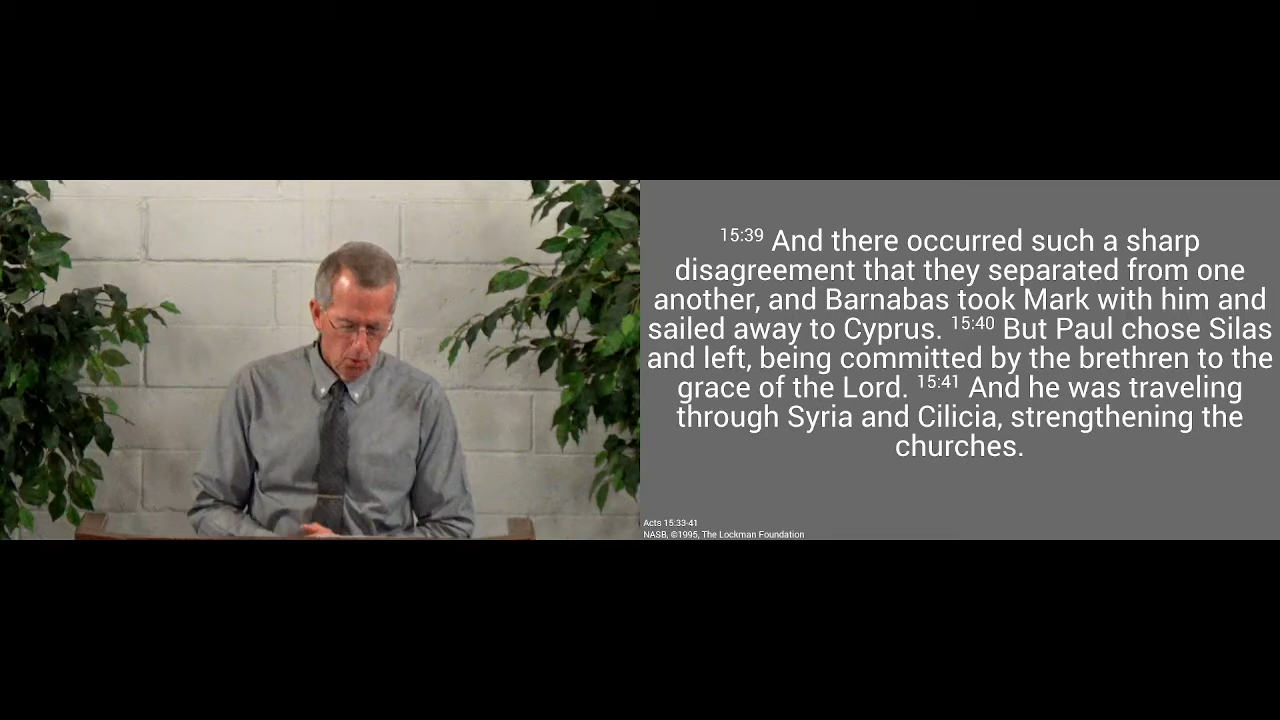 15:39 And there occurred such a sharp
disagreement that they separated from one
another, and Barnabas took Mark with him and
sailed away to Cyprus. 15:40 But Paul chose Silas
and left, being committed by the brethren to the
grace of the Lord. 15:41 And he was traveling
through Syria and Cilicia, strengthening the
churches.
Acts 15:33-41
NASB, ©1995, The Lockman Foundation